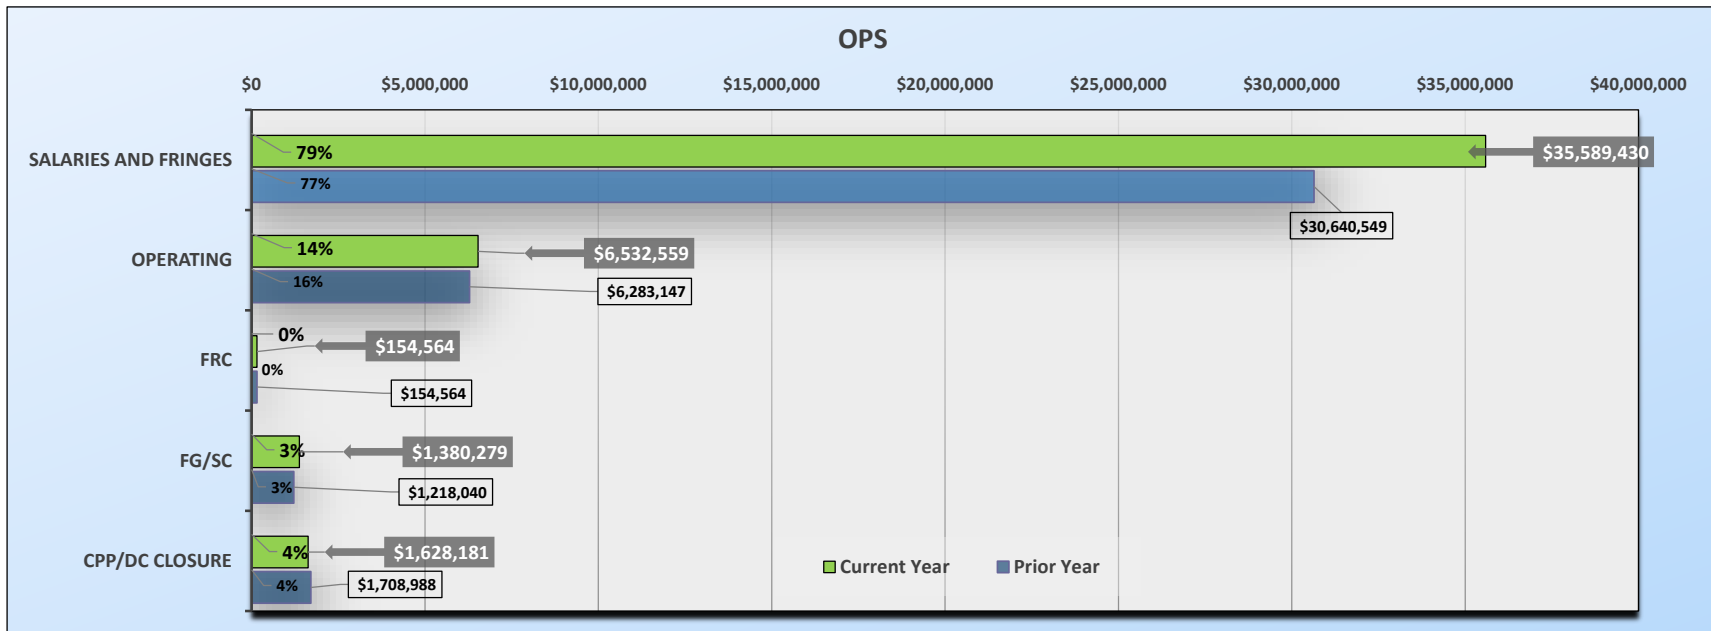 OPS
$0 $5,000,000 $10,000,000 $15,000,000 $20,000,000 $25,000,000 $30,000,000 $35,000,000 $40,000,000
SALARIES AND FRINGES
79%
$35,589,430
77%
$30,640,549
OPERATING
14%
$6,532,559
16%
$6,283,147
FRC
0%
$154,564
0%
$154,564
FG/SC
3%
$1,380,279
3%
$1,218,040
CPP/DC CLOSURE
4%
$1,628,181
4%
$1,708,988
Current Year Prior Year